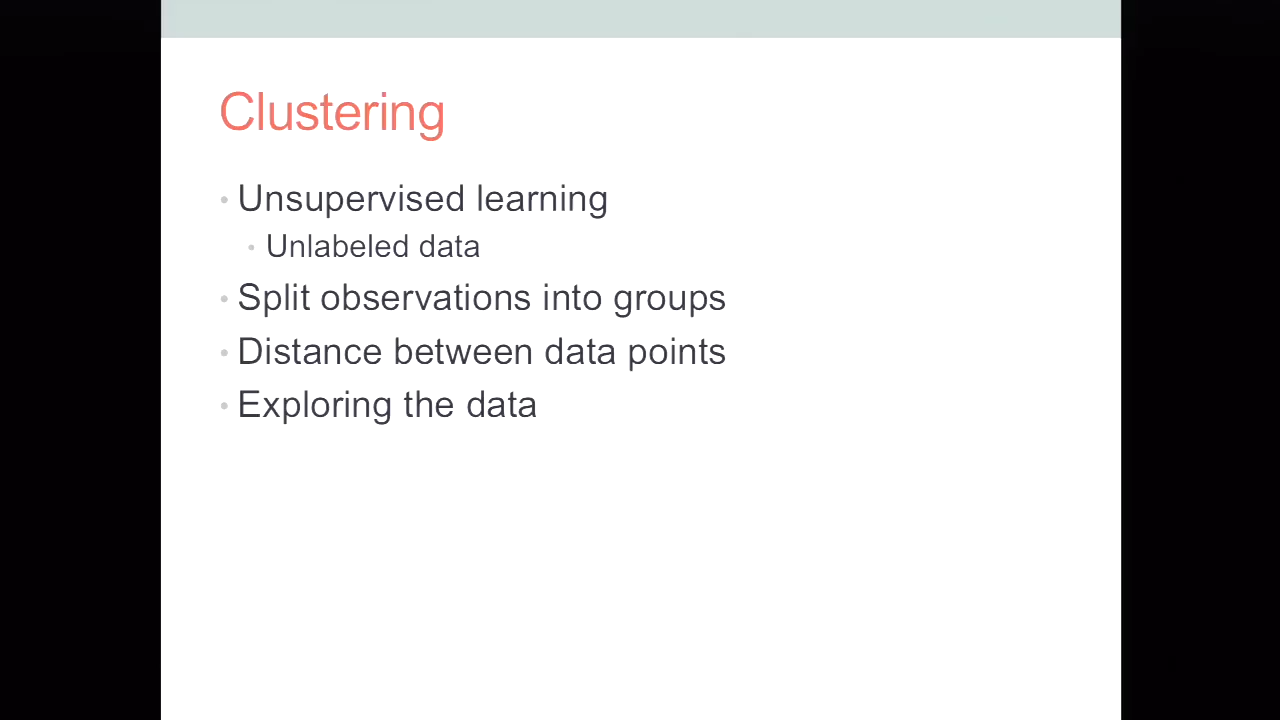 Clustering
• Unsupervised learning
• Unlabeled data
• Split observations into groups
• Distance between data points
• Exploring the data